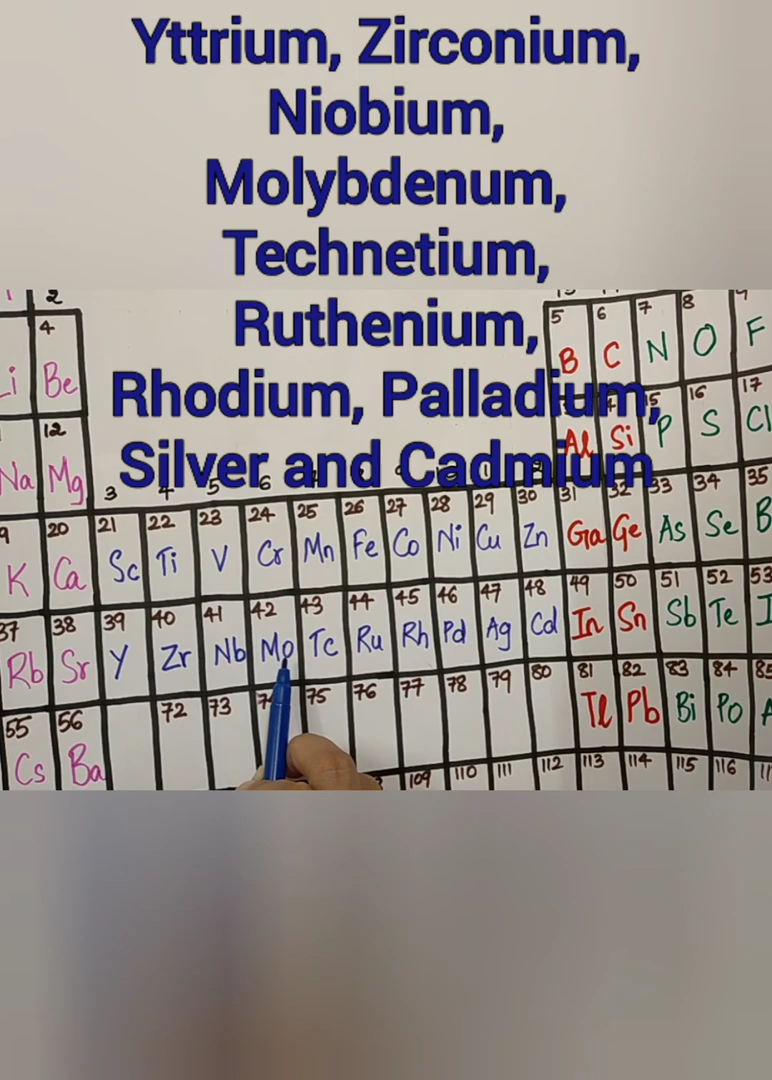 Yttrium, Zirconium,
Niobium,
Molybdenum,
Technetium,
Ruthenium,
Rhodium, Palladium,
Silver and Cadmium
2
4 5 6 7 8
Li Be B C N O F
12 15 16 17
Na Mg Al Si P S Cl
3 5 6
20 21 22 23 24 25 26 27 28 29 30 31 32 33 34 35
K Ca Sc Ti V Cr Mn Fe Co Ni Cu Zn Ga Ge As Se
37 38 39 40 41 42 43 44 45 46 47 48 49 50 51 52 53
Rb Sr Y Zr Nb Mo Tc Ru Rh Pd Ag Cd In Sn Sb Te I
55 56 72 73 75 76 77 78 79 80 81 82 83 84 85
Cs Ba Tl Pb Bi Po
109 110 111 112 113 114 115 116